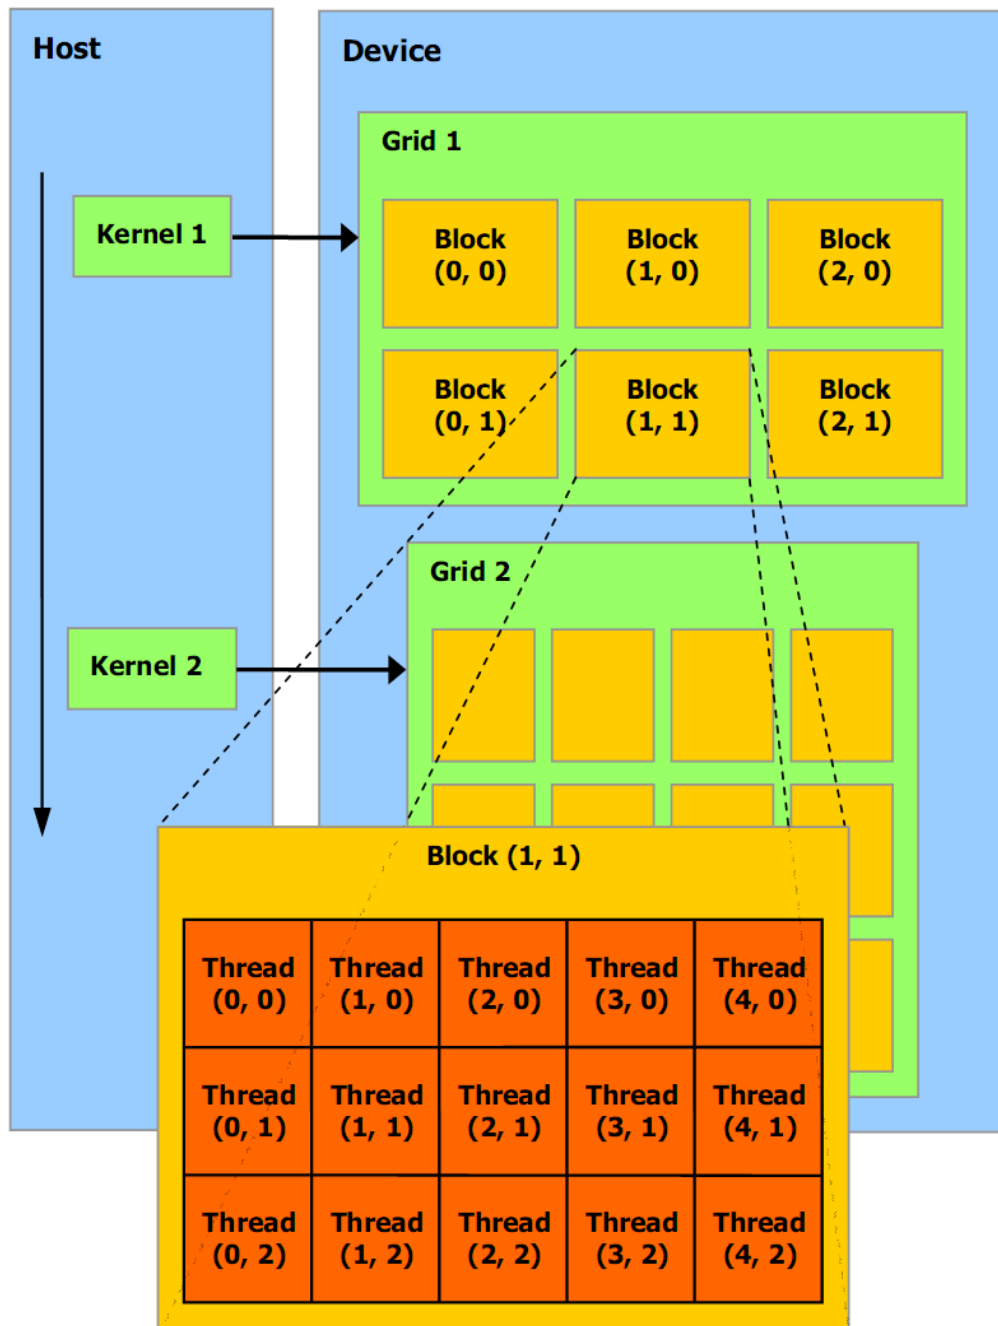 Host
Device
Grid 1
Kernel 1
Block
(0, 0)
Block
(1, 0)
Block
(2, 0)
Block
(0, 1)
Block
(1, 1)
Block
(2, 1)
Grid 2
Kernel 2
Block (1, 1)
Thread
(0, 0)
Thread
(1, 0)
Thread
(2, 0)
Thread
(3, 0)
Thread
(4, 0)
Thread
(0, 1)
Thread
(1, 1)
Thread
(2, 1)
Thread
(3, 1)
Thread
(4, 1)
Thread
(0, 2)
Thread
(1, 2)
Thread
(2, 2)
Thread
(3, 2)
Thread
(4, 2)